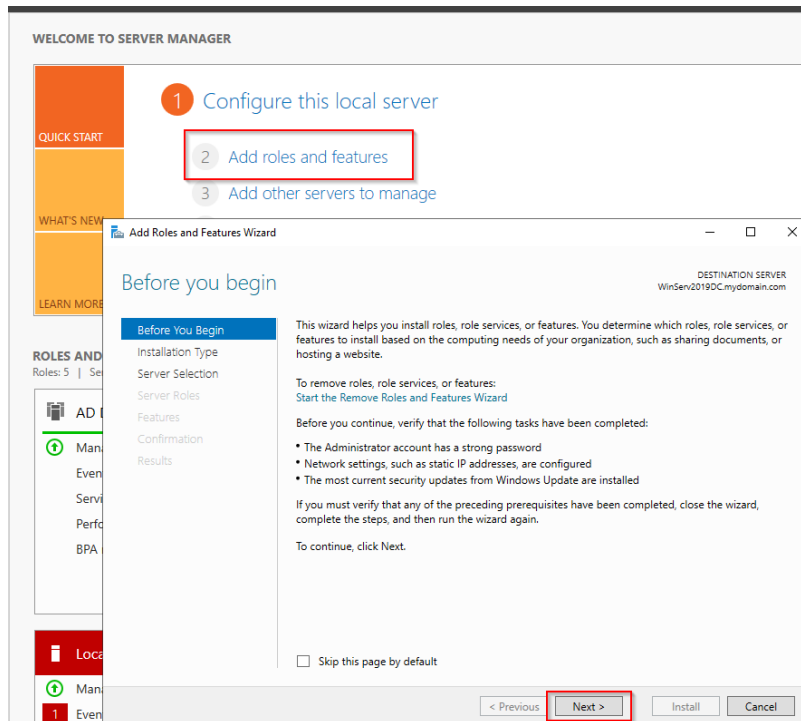 WELCOME TO SERVER MANAGER
1 Configure this local server
QUICK START
2 Add roles and features
3 Add other servers to manage
WHAT'S NEW
LEARN MORE
Add Roles and Features Wizard
Before you begin
DESTINATION SERVER
WinServ2019DC.mydomain.com
Before You Begin
Installation Type
Server Selection
Server Roles
Features
Confirmation
Results
This wizard helps you install roles, role services, or features. You determine which roles, role services, or
features to install based on the computing needs of your organization, such as sharing documents, or
hosting a website.
To remove roles, role services, or features:
Start the Remove Roles and Features Wizard
Before you continue, verify that the following tasks have been completed:
• The Administrator account has a strong password
• Network settings, such as static IP addresses, are configured
• The most current security updates from Windows Update are installed
If you must verify that any of the preceding prerequisites have been completed, close the wizard,
complete the steps, and then run the wizard again.
To continue, click Next.
Skip this page by default
< Previous
Next >
Install
Cancel
ROLES AND
Roles: 5 | Se
AD
Man
Even
Servi
Perfo
BPA
Loca
Man
1 Even